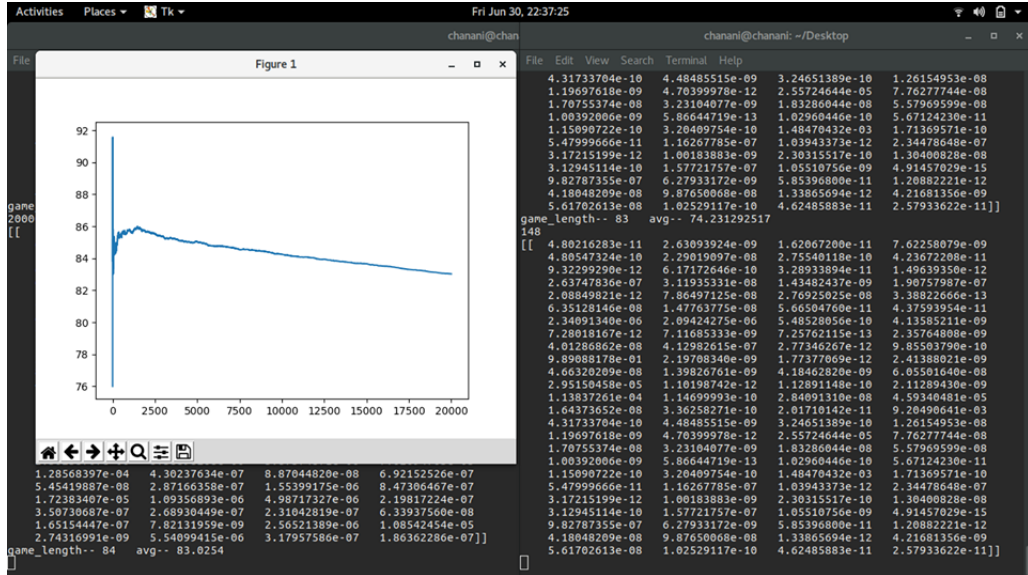 Activities Places Tk Fri Jun 30, 22:37:25
chanani@chan
File
Figure 1
92
90
88
86
84
82
80
78
76
0 2500 5000 7500 10000 12500 15000 17500 20000
game
2000
[[
1.28568397e-04 4.30237634e-07 8.87044820e-08 6.92152520e-07
5.45419887e-08 2.87166358e-07 1.55399175e-06 8.47306467e-07
1.72383407e-05 1.09356893e-06 4.98717327e-06 2.19817224e-07
3.50730687e-07 2.68930449e-07 2.31042819e-07 6.33937560e-08
1.65154447e-07 7.82131959e-09 2.56521389e-06 1.08542454e-05
2.74316991e-09 5.54099415e-06 3.17957586e-07 1.86362286e-07]]
game_length-- 84 avg-- 83.0254
chanani@chanani: ~/Desktop
File Edit View Search Terminal Help
4.31733704e-10 4.48485515e-09 3.24651389e-10 1.26154953e-08
1.19697618e-09 4.70399978e-12 2.55724644e-05 7.76277744e-08
1.70755374e-08 3.23104077e-09 1.83286044e-08 5.57969599e-08
1.00392006e-09 5.86644719e-13 1.02960446e-10 5.67124230e-11
1.15090722e-10 3.20409754e-10 1.48470432e-03 1.71369571e-10
5.47999666e-11 1.16267785e-07 1.03943373e-12 2.34478648e-07
3.17215199e-12 1.00183883e-09 2.30315517e-10 1.30400828e-08
3.12945114e-10 1.57721757e-07 1.05510756e-09 4.91457029e-15
9.82787355e-07 6.27933172e-09 5.85396800e-11 1.20882221e-12
4.18048209e-08 9.87650068e-08 1.33865694e-12 4.21681356e-09
5.61702613e-08 1.02529117e-10 4.62485883e-11 2.57933622e-11]]
game_length-- 83 avg-- 74.231292517
148
[[ 4.80216283e-11 2.63093924e-09 1.62067200e-11 7.62258079e-09
4.80547324e-10 2.29019097e-08 2.75540118e-10 4.23672208e-11
9.32299290e-12 6.17172646e-10 3.28933894e-11 1.49639350e-12
2.63747836e-07 3.11935331e-08 1.43482437e-09 1.90757987e-07
2.08849821e-12 7.86497125e-08 2.76925025e-08 3.38822666e-13
6.35128146e-08 1.47763775e-08 5.66504760e-11 4.37593954e-11
2.34091340e-06 2.09424275e-06 5.48528056e-10 4.13585211e-09
7.28018167e-12 7.11685333e-09 7.25762115e-13 2.35764808e-09
4.01286862e-08 4.12982615e-07 2.77346267e-12 9.85503790e-10
9.89088178e-01 2.19708340e-09 1.77377069e-12 2.41388021e-09
4.66320209e-08 1.39826761e-09 4.18462820e-09 6.05501640e-08
2.95150458e-05 1.10198742e-12 1.12891148e-10 2.11289430e-09
1.13837261e-04 1.14699993e-10 2.84091310e-08 4.59340481e-05
1.64373652e-08 3.36258271e-10 2.01710142e-11 9.20490641e-03
4.31733704e-10 4.48485515e-09 3.24651389e-10 1.26154953e-08
1.19697618e-09 4.70399978e-12 2.55724644e-05 7.76277744e-08
1.70755374e-08 3.23104077e-09 1.83286044e-08 5.57969599e-08
1.00392006e-09 5.86644719e-13 1.02960446e-10 5.67124230e-11
1.15090722e-10 3.20409754e-10 1.48470432e-03 1.71369571e-10
5.47999666e-11 1.16267785e-07 1.03943373e-12 2.34478648e-07
3.17215199e-12 1.00183883e-09 2.30315517e-10 1.30400828e-08
3.12945114e-10 1.57721757e-07 1.05510756e-09 4.91457029e-15
9.82787355e-07 6.27933172e-09 5.85396800e-11 1.20882221e-12
4.18048209e-08 9.87650068e-08 1.33865694e-12 4.21681356e-09
5.61702613e-08 1.02529117e-10 4.62485883e-11 2.57933622e-11]]